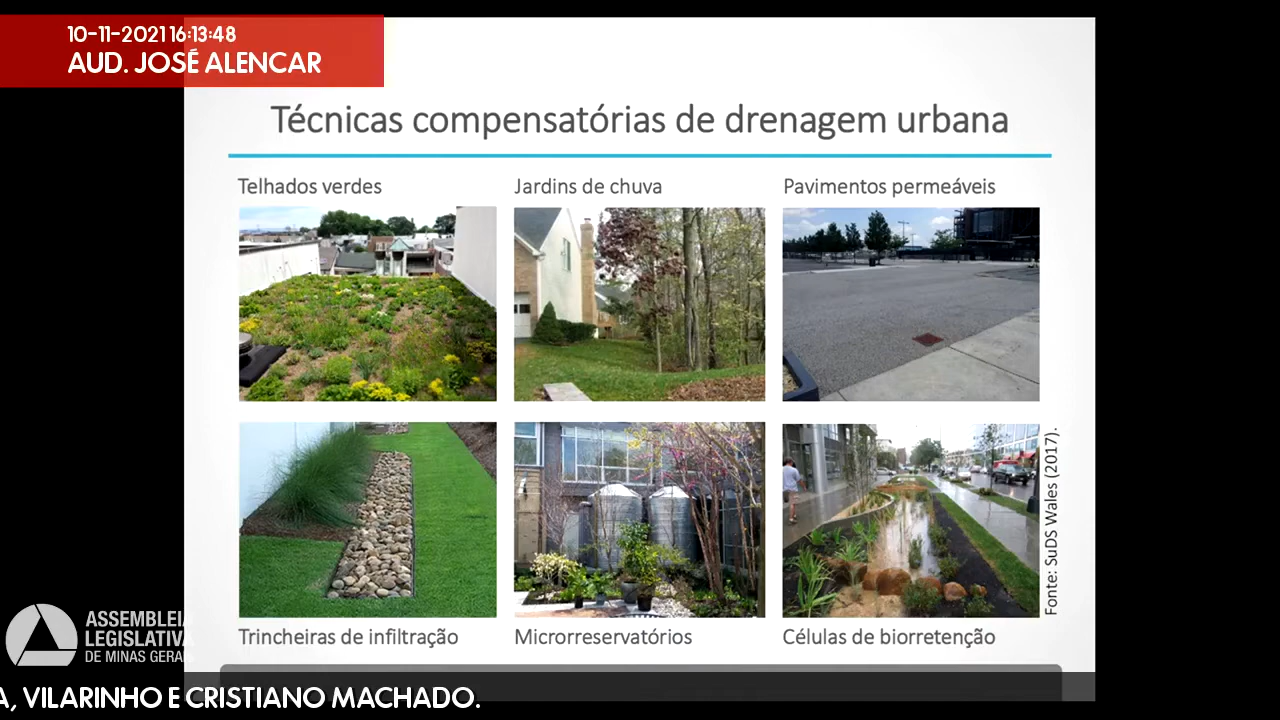 10-11-2021 16:13:48
AUD. JOSÉ ALENCAR
Técnicas compensatórias de drenagem urbana
Telhados verdes
Jardins de chuva
Pavimentos permeáveis
Fonte: SuDS Wales (2017).
Trincheiras de infiltração
Microrreservatórios
Células de biorretenção
ASSEMBLEIA
LEGISLATIVA
DE MINAS GERAIS
A, VILARINHO E CRISTIANO MACHADO.